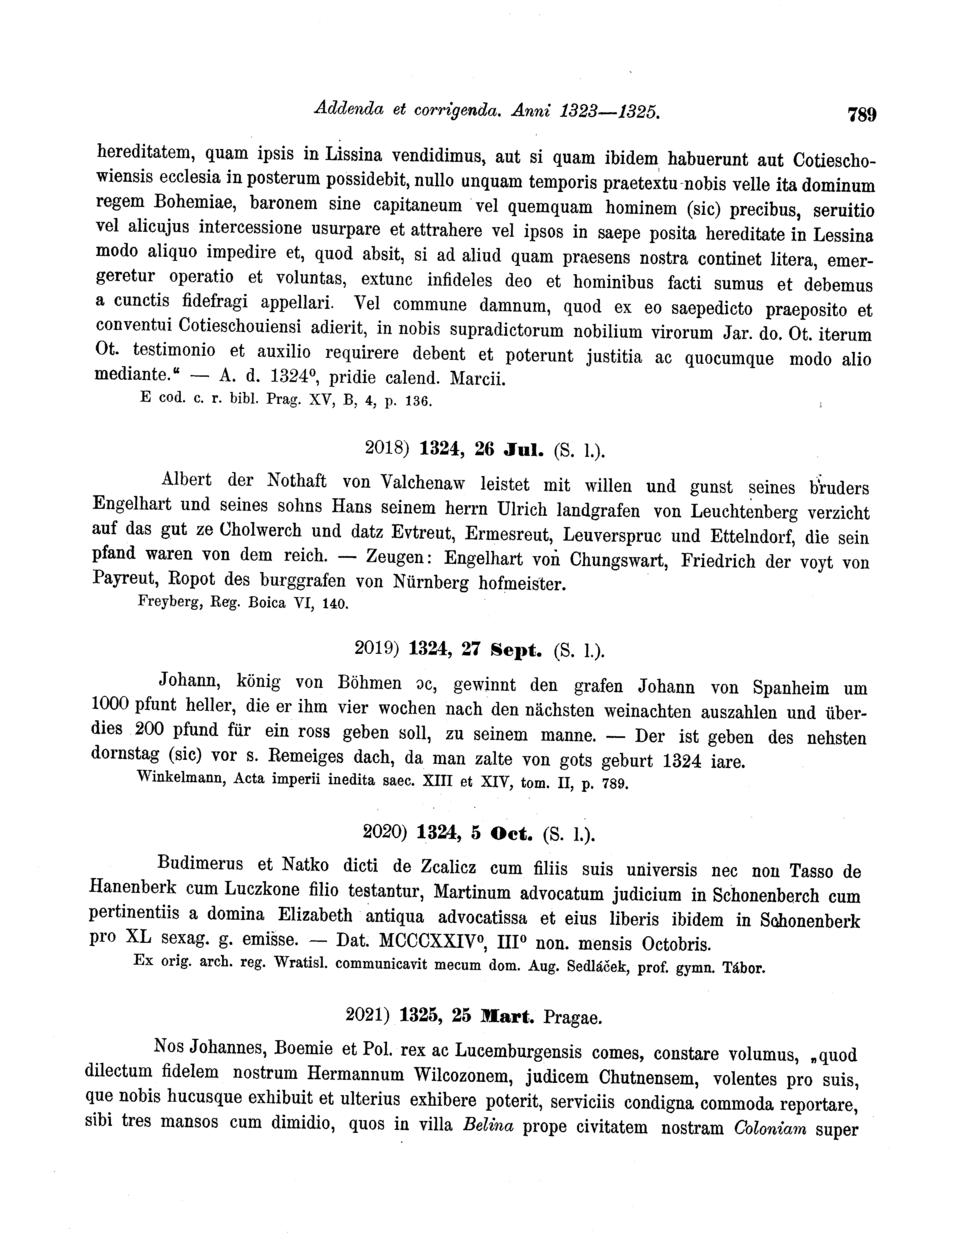 Addenda et corrigenda. Anni 1323—1325. 789
hereditatem, quam ipsis in Lissina vendidimus, aut si quam ibidem habuerunt aut Cotiescho-
wiensis ecclesia in posterum possidebit, nullo unquam temporis praetextu nobis velle ita dominum
regem Bohemiae, baronem sine capitaneum vel quemquam hominem (sic) precibus, seruitio
vel alicujus intercessione usurpare et attrahere vel ipsos in saepe posita hereditate in Lessina
modo aliquo impedire et, quod absit, si ad aliud quam praesens nostra continet litera, emer-
geretur operatio et voluntas, extunc infideles deo et hominibus facti sumus et debemus
a cunctis fidefragi appellari. Vel commune damnum, quod ex eo saepedicto praeposito et
conventui Cotieschouiensi adierit, in nobis supradictorum nobilium virorum Jar. do. Ot. iterum
Ot. testimonio et auxilio requirere debent et poterunt justitia ac quocumque modo alio
mediante.“ — A. d. 1324⁰, pridie calend. Marcii.
E cod. c. r. bibl. Prag. XV, B, 4, p. 136.
2018) 1324, 26 Jul. (S. l.).
Albert der Nothaft von Valchenaw leistet mit willen und gunst seines bruders
Engelhart und seines sohns Hans seinem herrn Ulrich landgrafen von Leuchtenberg verzicht
auf das gut ze Cholwerch und datz Evtreut, Ermesreut, Leuverspruc und Ettelndorf, die sein
pfand waren von dem reich. — Zeugen: Engelhart von Chungswart, Friedrich der voyt von
Payreut, Ropot des burggrafen von Nürnberg hofmeister.
Freyberg, Reg. Boica VI, 140.
2019) 1324, 27 Sept. (S. l.).
Johann, könig von Böhmen ɔc, gewinnt den grafen Johann von Spanheim um
1000 pfunt heller, die er ihm vier wochen nach den nächsten weinachten auszahlen und über-
dies 200 pfund für ein ross geben soll, zu seinem manne. — Der ist geben des nehsten
dornstag (sic) vor s. Remeiges dach, da man zalte von gots geburt 1324 iare.
Winkelmann, Acta imperii inedita saec. XIII et XIV, tom. II, p. 789.
2020) 1324, 5 Oct. (S. l.).
Budimerus et Natko dicti de Zcalicz cum filiis suis universis nec non Tasso de
Hanenberk cum Luczkone filio testantur, Martinum advocatum judicium in Schonenberch cum
pertinentiis a domina Elizabeth antiqua advocatissa et eius liberis ibidem in Schonenberk
pro XL sexag. g. emisse. — Dat. MCCCXXIV⁰, III⁰ non. mensis Octobris.
Ex orig. arch. reg. Wratisl. communicavit mecum dom. Aug. Sedláček, prof. gymn. Tábor.
2021) 1325, 25 Mart. Pragae.
Nos Johannes, Boemie et Pol. rex ac Lucemburgensis comes, constare volumus, „quod
dilectum fidelem nostrum Hermannum Wilcozonem, judicem Chutnensem, volentes pro suis,
que nobis hucusque exhibuit et ulterius exhibere poterit, serviciis condigna commoda reportare,
sibi tres mansos cum dimidio, quos in villa Belina prope civitatem nostram Coloniam super